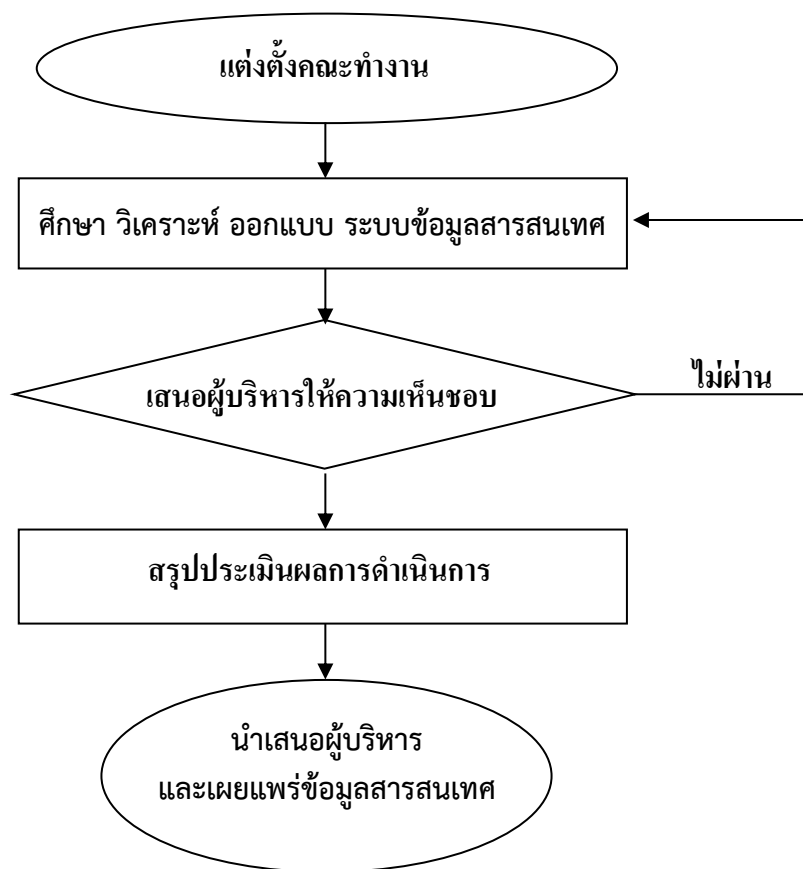 แต่งตั้งคณะทำงาน
ศึกษา วิเคราะห์ ออกแบบ ระบบข้อมูลสารสนเทศ
เสนอผู้บริหารให้ความเห็นชอบ
ไม่ผ่าน
สรุปประเมินผลการดำเนินการ
นำเสนอผู้บริหาร
และเผยแพร่ข้อมูลสารสนเทศ